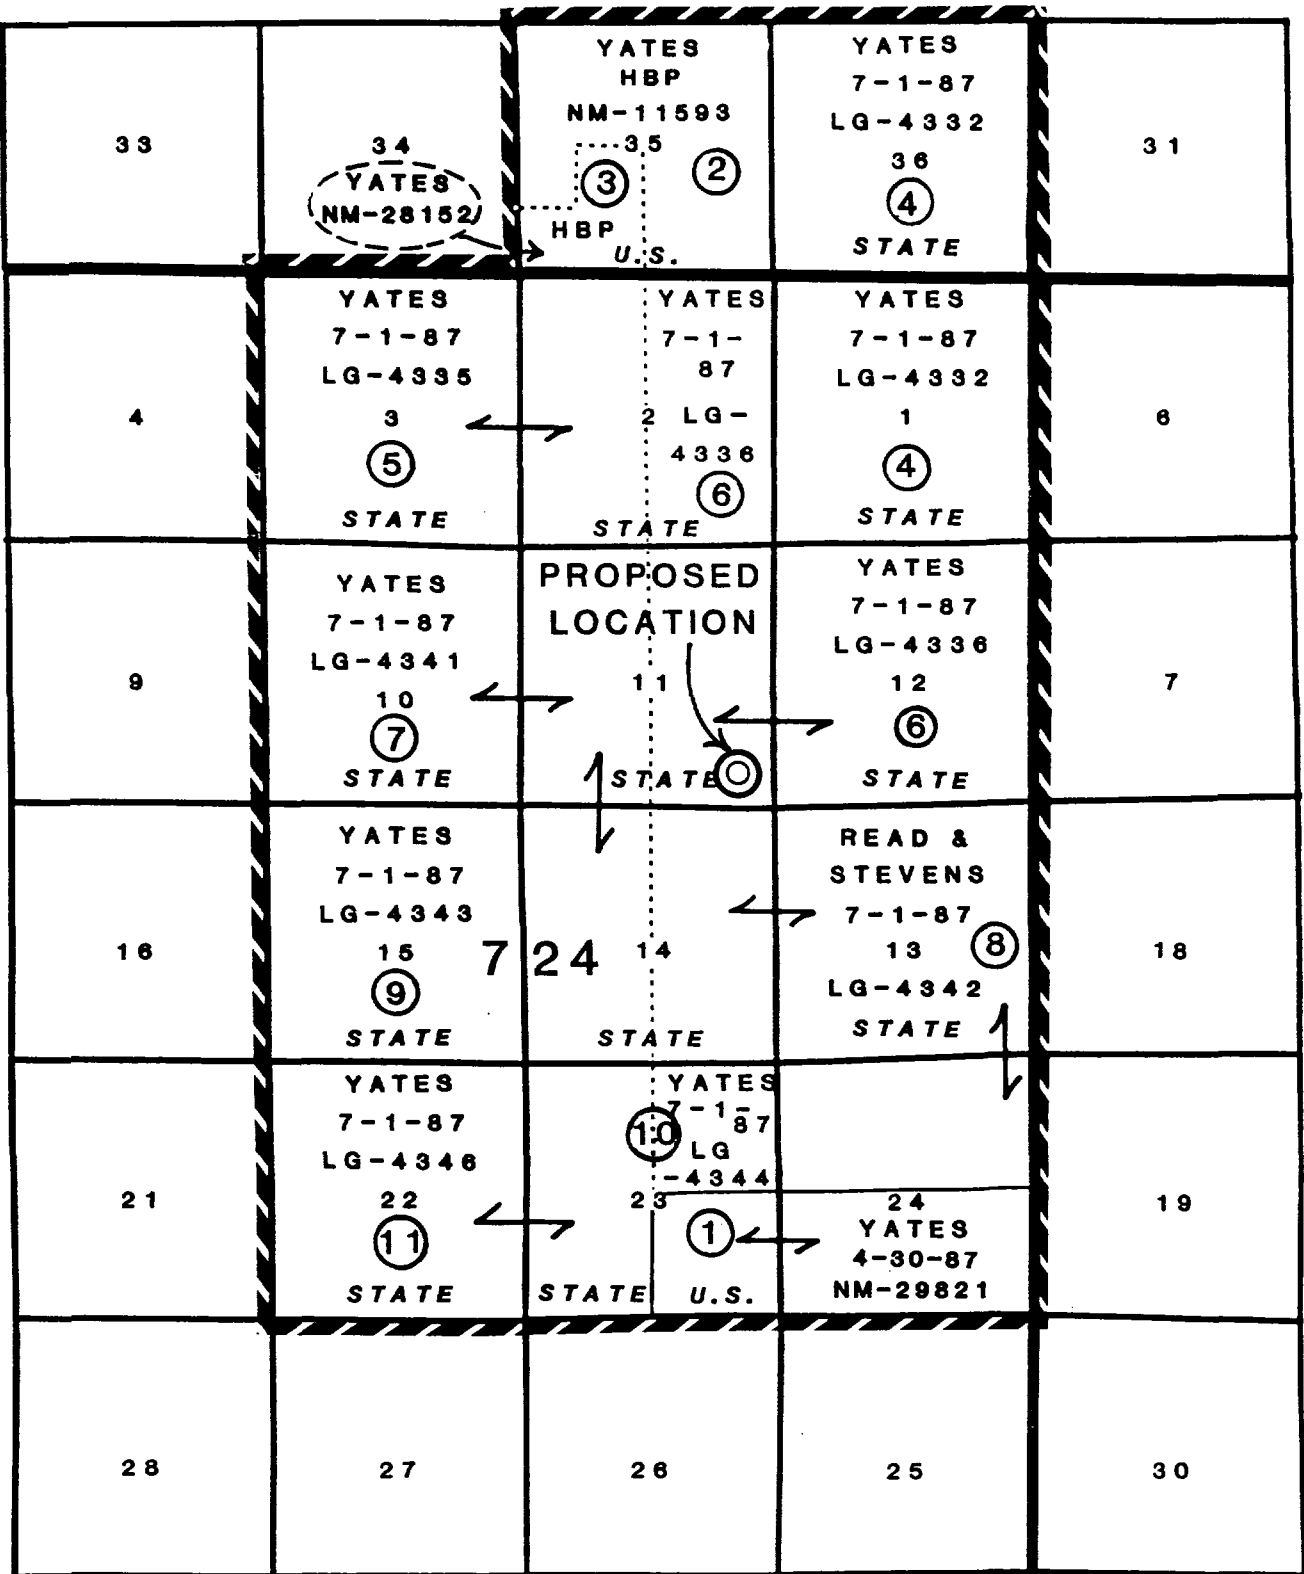 33
34
YATES
NM-28152
YATES
HBP
NM-11593
35
3
2
HBP
U.S.
YATES
7-1-87
LG-4332
36
4
STATE
31
4
YATES
7-1-87
LG-4335
3
5
STATE
2
YATES
7-1-
87
LG-
4336
6
STATE
YATES
7-1-87
LG-4332
1
4
STATE
6
9
YATES
7-1-87
LG-4341
10
7
STATE
PROPOSED
LOCATION
11
STATE
YATES
7-1-87
LG-4336
12
6
STATE
7
16
YATES
7-1-87
LG-4343
15
9
STATE
7 24
14
STATE
READ &
STEVENS
7-1-87
13
8
LG-4342
STATE
18
21
YATES
7-1-87
LG-4346
22
11
STATE
YATES
7-1-
87
10
LG
-4344
23
1
STATE
U.S.
24
YATES
4-30-87
NM-29821
19
28
27
26
25
30